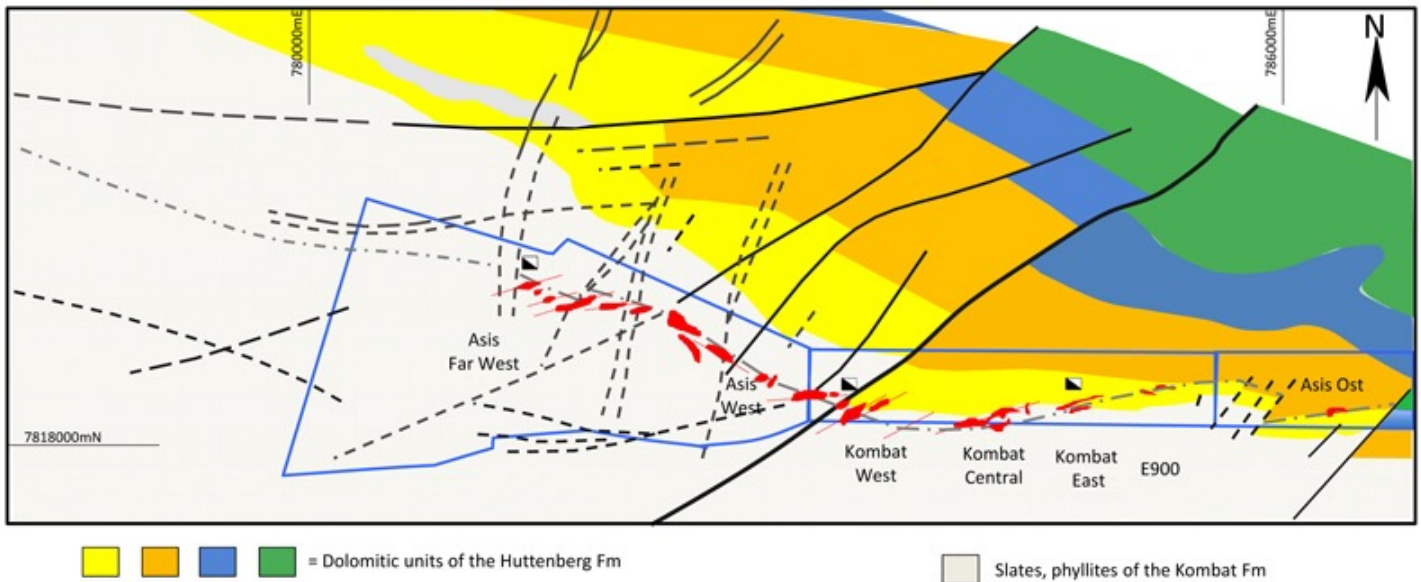 780000mE
786000mE
N
Asis
Far West
Asis
West
Asis Ost
7818000mN
Kombat
West
Kombat
Central
Kombat
East
E900
= Dolomitic units of the Huttenberg Fm
Slates, phyllites of the Kombat Fm